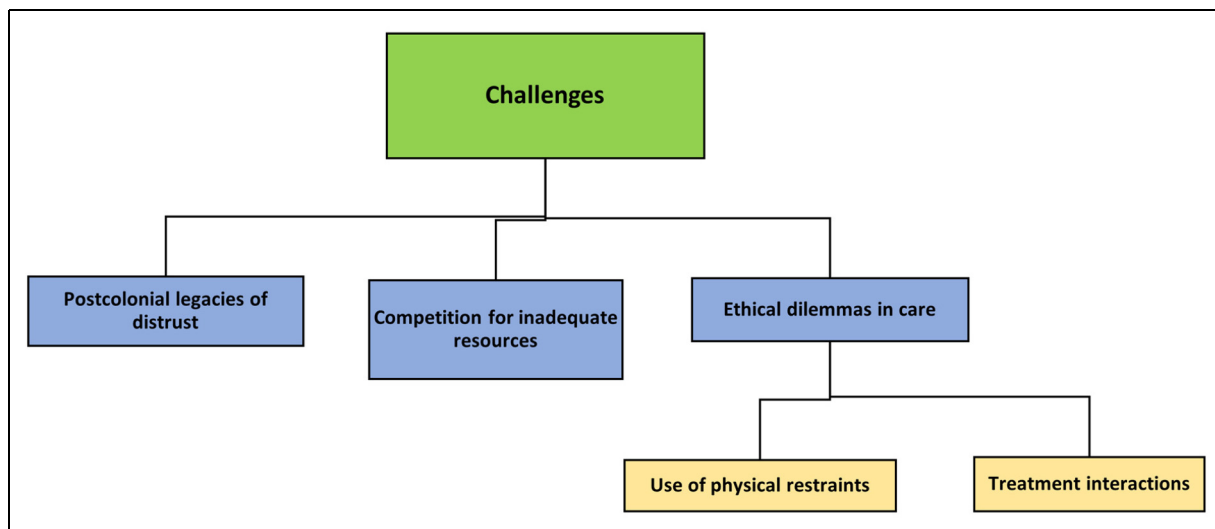 Challenges
Postcolonial legacies of
distrust
Competition for inadequate
resources
Ethical dilemmas in care
Use of physical restraints
Treatment interactions